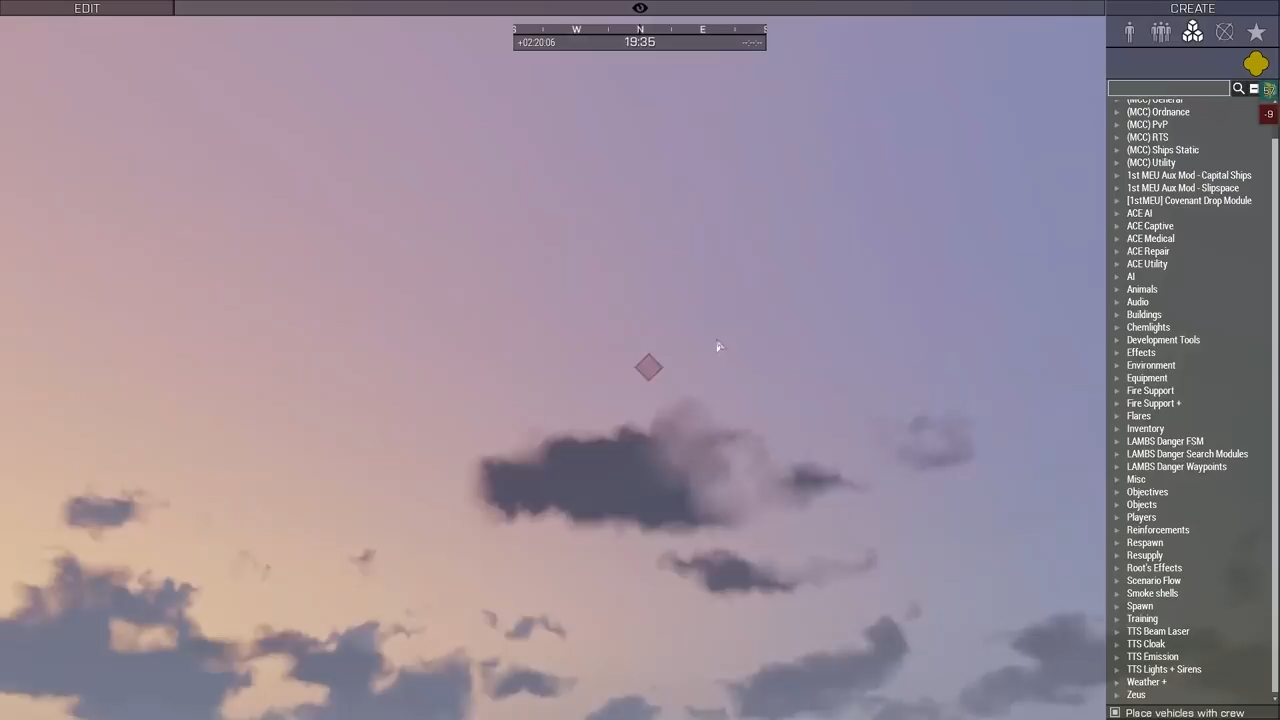 EDIT
CREATE
W N E
+02:20:06 19:35 --:--:--
-9
(MCC) General
(MCC) Ordnance
(MCC) PvP
(MCC) RTS
(MCC) Ships Static
(MCC) Utility
1st MEU Aux Mod - Capital Ships
1st MEU Aux Mod - Slipspace
[1stMEU] Covenant Drop Module
ACE AI
ACE Captive
ACE Medical
ACE Repair
ACE Utility
AI
Animals
Audio
Buildings
Chemlights
Development Tools
Effects
Environment
Equipment
Fire Support
Fire Support +
Flares
Inventory
LAMBS Danger FSM
LAMBS Danger Search Modules
LAMBS Danger Waypoints
Misc
Objectives
Objects
Players
Reinforcements
Respawn
Resupply
Root's Effects
Scenario Flow
Smoke shells
Spawn
Training
TTS Beam Laser
TTS Cloak
TTS Emission
TTS Lights + Sirens
Weather +
Zeus
Place vehicles with crew